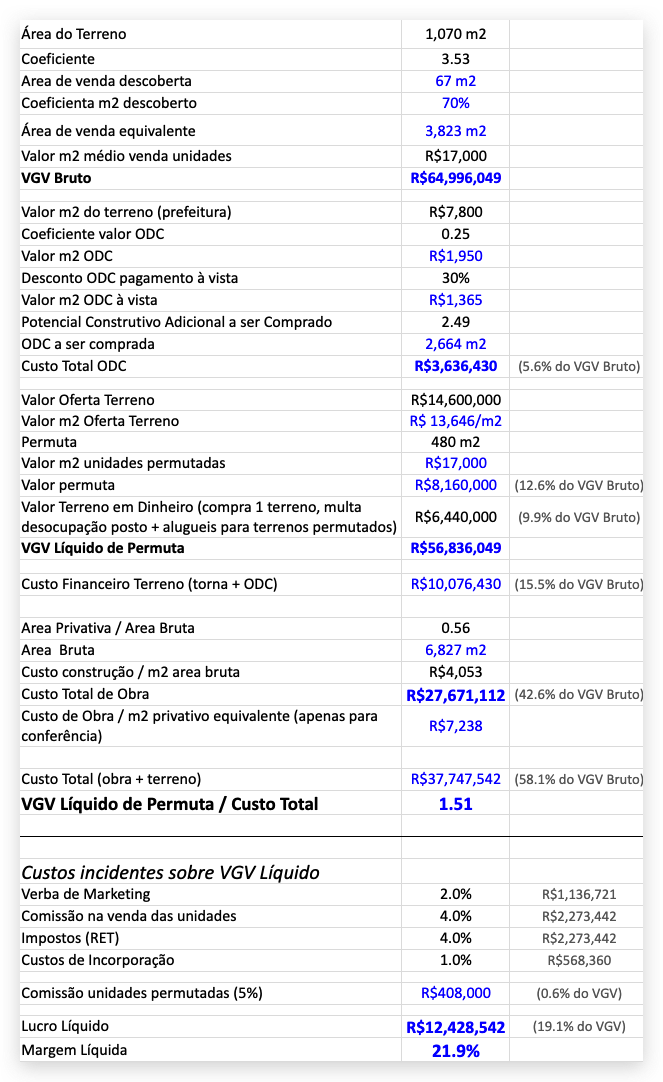 Área do Terreno 1,070 m2
Coeficiente 3.53
Area de venda descoberta 67 m2
Coeficienta m2 descoberto 70%
Área de venda equivalente 3,823 m2
Valor m2 médio venda unidades R$17,000
VGV Bruto R$64,996,049
Valor m2 do terreno (prefeitura) R$7,800
Coeficiente valor ODC 0.25
Valor m2 ODC R$1,950
Desconto ODC pagamento à vista 30%
Valor m2 ODC à vista R$1,365
Potencial Construtivo Adicional a ser Comprado 2.49
ODC a ser comprada 2,664 m2
Custo Total ODC R$3,636,430 (5.6% do VGV Bruto)
Valor Oferta Terreno R$14,600,000
Valor m2 Oferta Terreno R$ 13,646/m2
Permuta 480 m2
Valor m2 unidades permutadas R$17,000
Valor permuta R$8,160,000 (12.6% do VGV Bruto)
Valor Terreno em Dinheiro (compra 1 terreno, multa
desocupação posto + alugueis para terrenos permutados) R$6,440,000 (9.9% do VGV Bruto)
VGV Líquido de Permuta R$56,836,049
Custo Financeiro Terreno (torna + ODC) R$10,076,430 (15.5% do VGV Bruto)
Area Privativa / Area Bruta 0.56
Area Bruta 6,827 m2
Custo construção / m2 area bruta R$4,053
Custo Total de Obra R$27,671,112 (42.6% do VGV Bruto)
Custo de Obra / m2 privativo equivalente (apenas para
conferência) R$7,238
Custo Total (obra + terreno) R$37,747,542 (58.1% do VGV Bruto)
VGV Líquido de Permuta / Custo Total 1.51
Custos incidentes sobre VGV Líquido
Verba de Marketing 2.0% R$1,136,721
Comissão na venda das unidades 4.0% R$2,273,442
Impostos (RET) 4.0% R$2,273,442
Custos de Incorporação 1.0% R$568,360
Comissão unidades permutadas (5%) R$408,000 (0.6% do VGV)
Lucro Líquido R$12,428,542 (19.1% do VGV)
Margem Líquida 21.9%